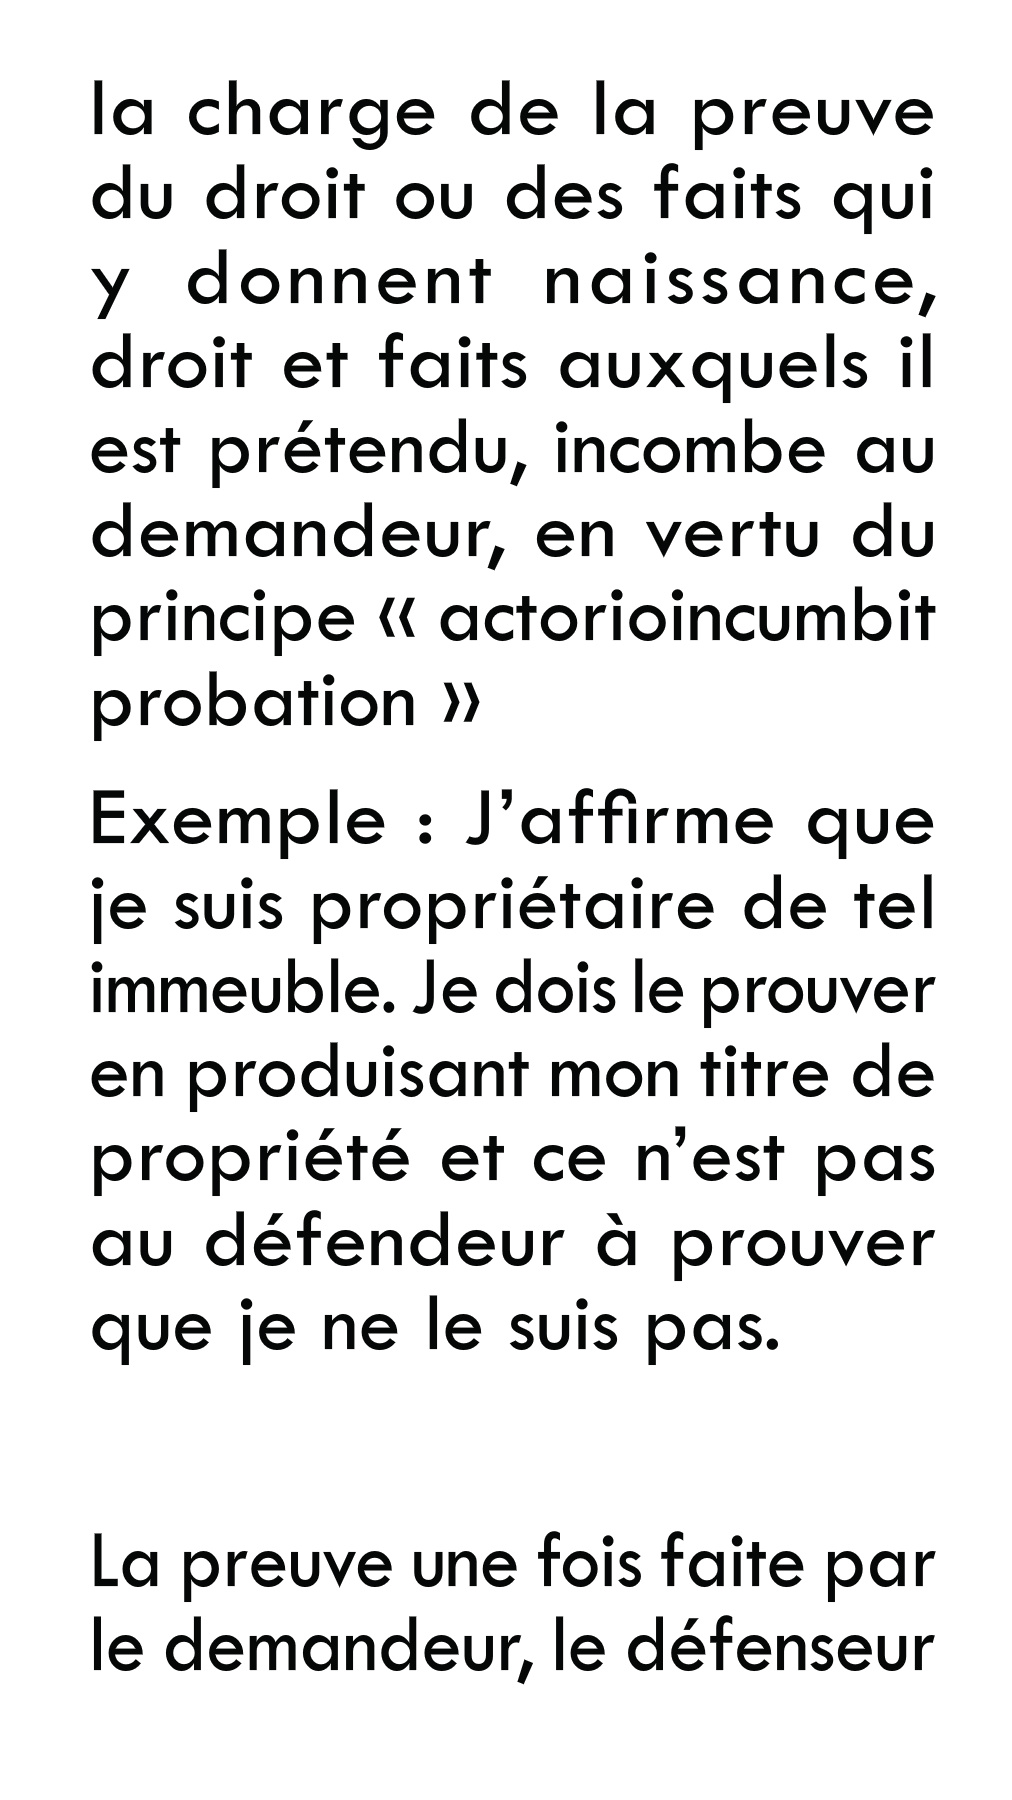 la charge de la preuve
du droit ou des faits qui
y donnent naissance,
droit et faits auxquels il
est prétendu, incombe au
demandeur, en vertu du
principe « actorioincumbit
probation »
Exemple : J’affirme que
je suis propriétaire de tel
immeuble. Je dois le prouver
en produisant mon titre de
propriété et ce n’est pas
au défendeur à prouver
que je ne le suis pas.
La preuve une fois faite par
le demandeur, le défenseur